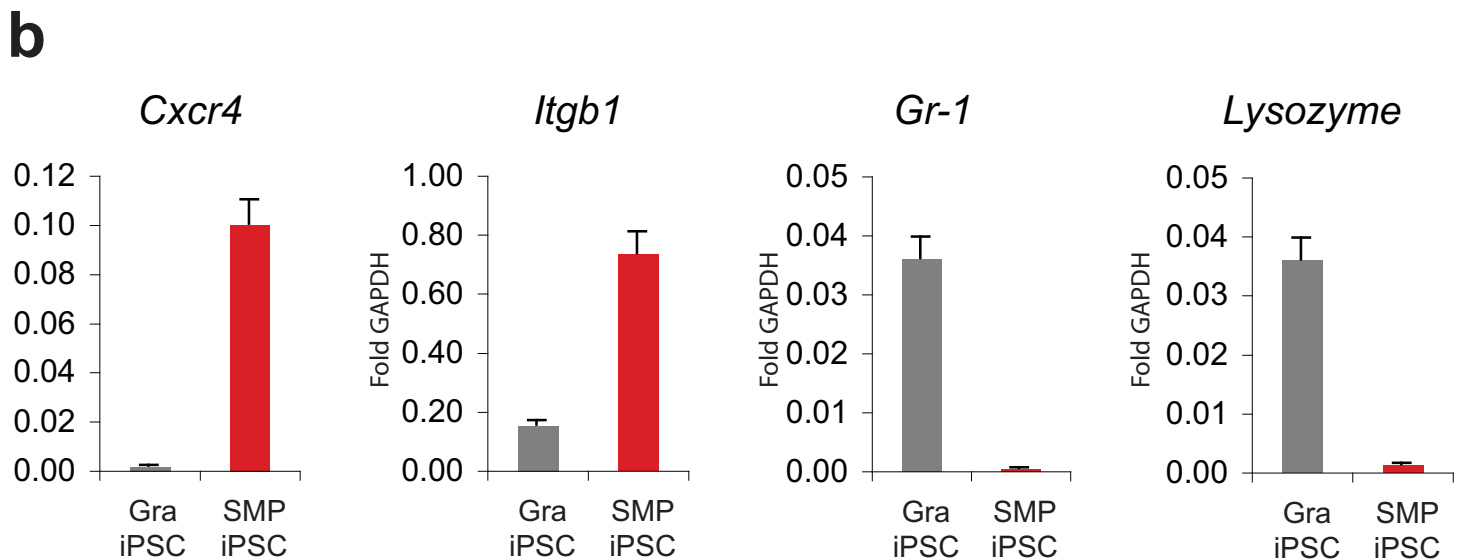 b
Cxcr4
0.12
0.10
0.08
0.06
0.04
0.02
0.00
Gra
iPSC
SMP
iPSC
Itgb1
Fold GAPDH
1.00
0.80
0.60
0.40
0.20
0.00
Gra
iPSC
SMP
iPSC
Gr-1
Fold GAPDH
0.05
0.04
0.03
0.02
0.01
0.00
Gra
iPSC
SMP
iPSC
Lysozyme
Fold GAPDH
0.05
0.04
0.03
0.02
0.01
0.00
Gra
iPSC
SMP
iPSC